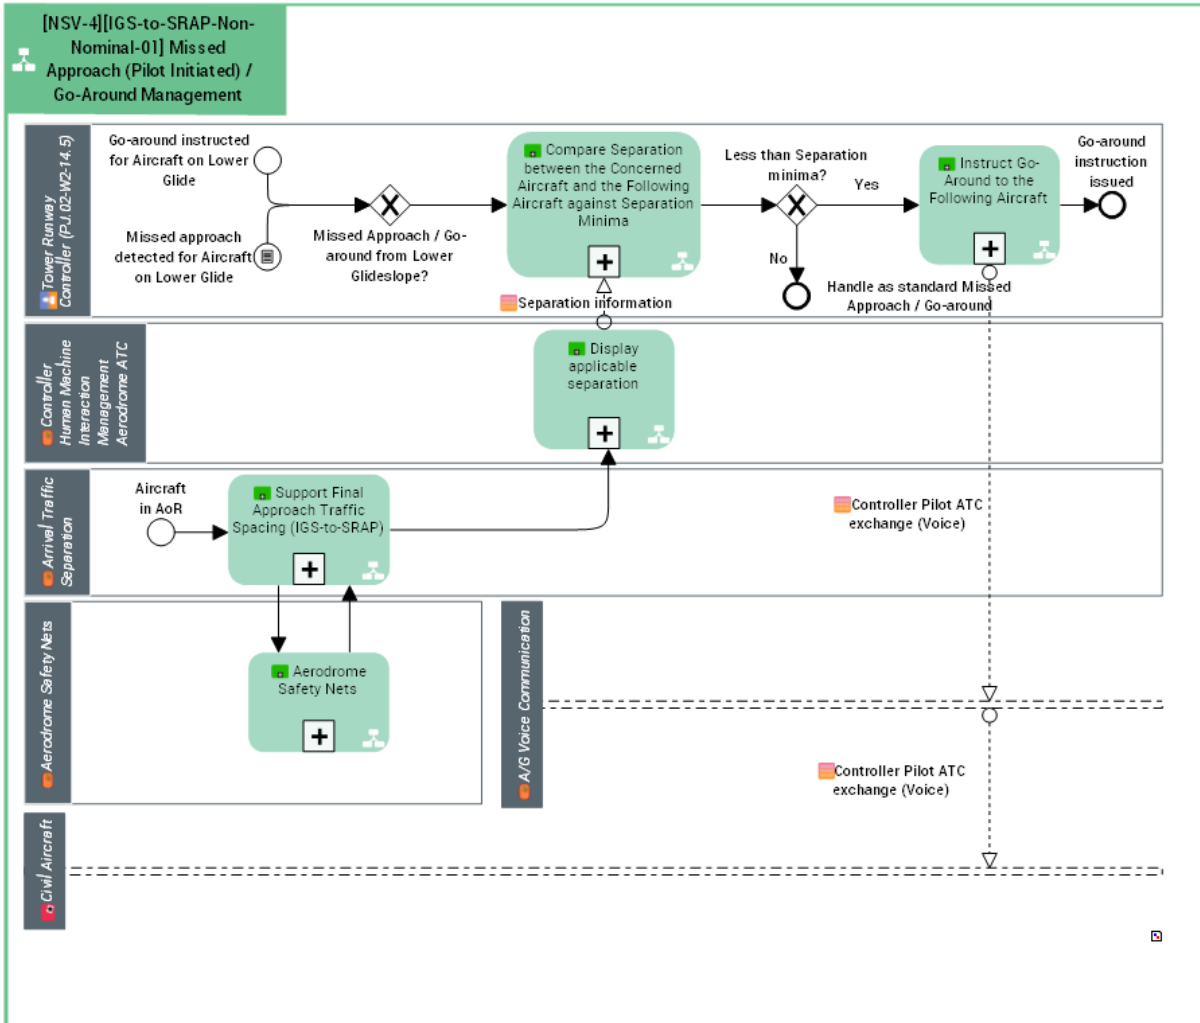 [NSV-4][IGS-to-SRAP-Non-
Nominal-01] Missed
Approach (Pilot Initiated) /
Go-Around Management
Tower Runway
Controller (PJ.02-W2-14.5)
Go-around instructed
for Aircraft on Lower
Glide
Missed approach
detected for Aircraft
on Lower Glide
Missed Approach / Go-
around from Lower
Glideslope?
Compare Separation
between the Concerned
Aircraft and the Following
Aircraft against Separation
Minima
Less than Separation
minima?
Yes
No
Instruct Go-
Around to the
Following Aircraft
Go-around
instruction
issued
Handle as standard Missed
Approach / Go-around
Separation information
Controller
Human Machine
Interaction
Management
Aerodrome ATC
Display
applicable
separation
Arrival Traffic
Separation
Aircraft
in AoR
Support Final
Approach Traffic
Spacing (IGS-to-SRAP)
Controller Pilot ATC
exchange (Voice)
Aerodrome Safety Nets
Aerodrome
Safety Nets
A/G Voice Communication
Controller Pilot ATC
exchange (Voice)
Civil Aircraft